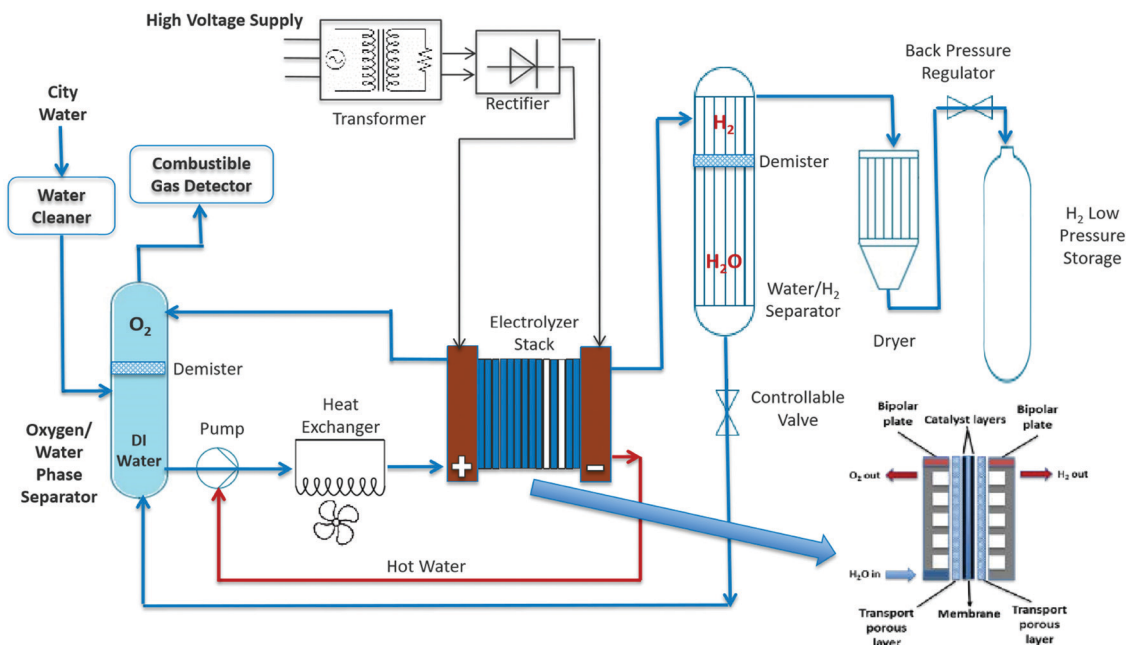 High Voltage Supply
Transformer
Rectifier
Back Pressure
Regulator
City
Water
Combustible
Gas Detector
Water
Cleaner
H₂
Demister
H₂O
Water/H₂
Separator
H₂ Low
Pressure
Storage
Dryer
O₂
Demister
Electrolyzer
Stack
Oxygen/
Water
Phase
Separator
DI
Water
Pump
Heat
Exchanger
+
−
Controllable
Valve
Hot Water
Bipolar
plate
Catalyst layers
Bipolar
plate
O₂ out
H₂ out
H₂O in
Transport
porous
layer
Membrane
Transport
porous
layer